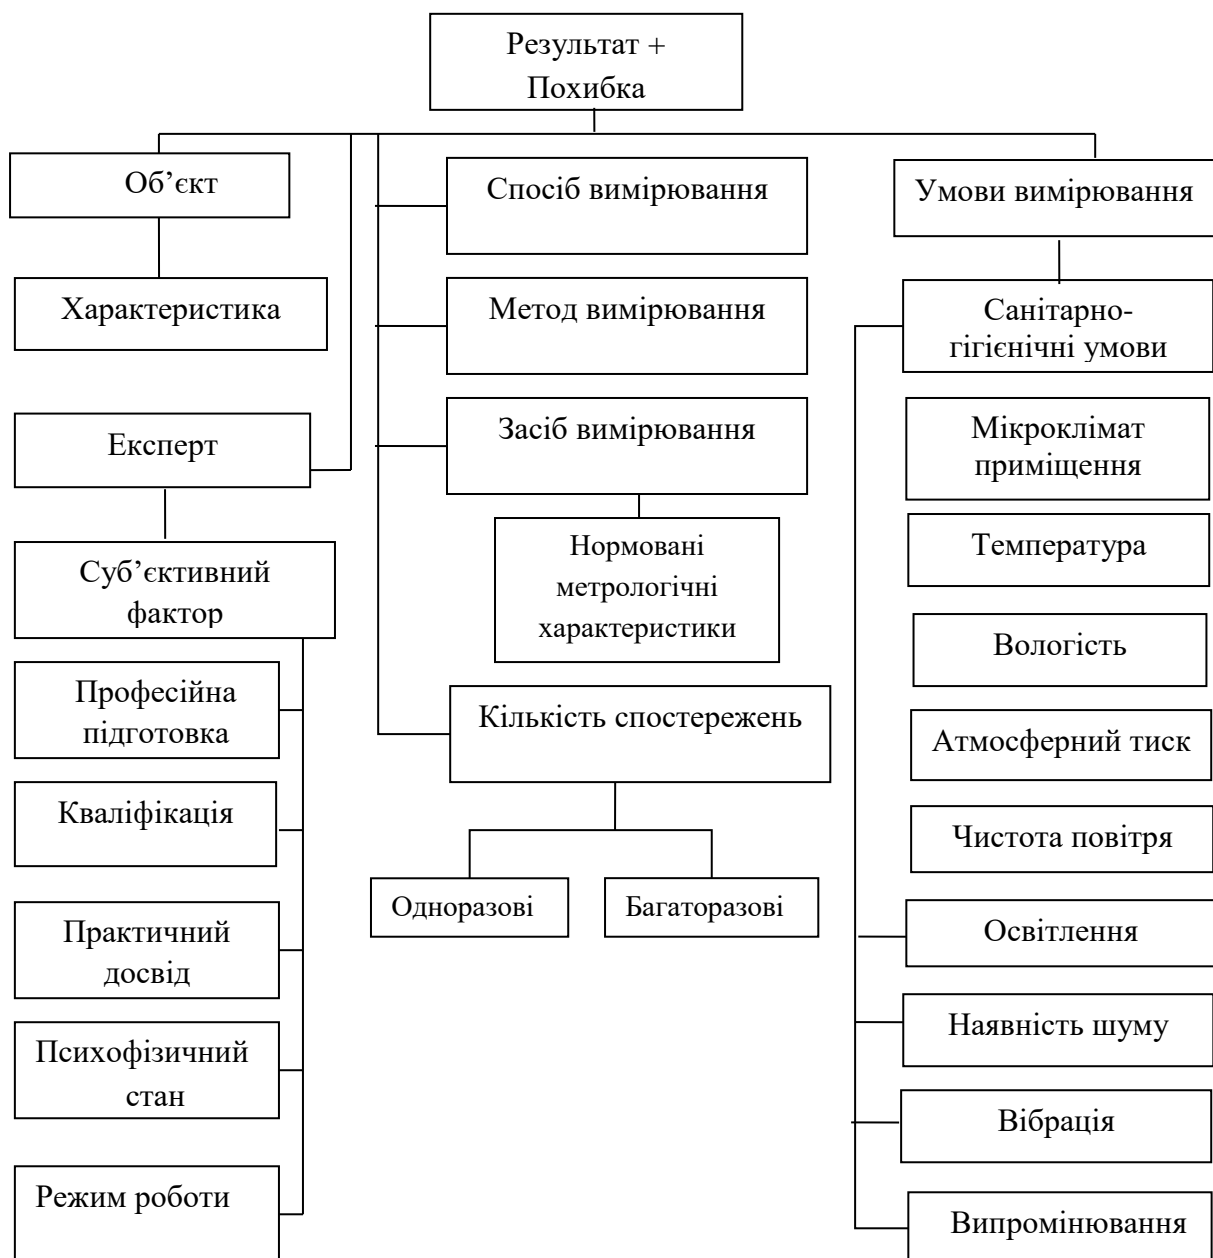 Результат +
Похибка
Об’єкт
Характеристика
Експерт
Суб’єктивний
фактор
Професійна
підготовка
Кваліфікація
Практичний
досвід
Психофізичний
стан
Режим роботи
Спосіб вимірювання
Метод вимірювання
Засіб вимірювання
Нормовані
метрологічні
характеристики
Кількість спостережень
Одноразові
Багаторазові
Умови вимірювання
Санітарно-
гігієнічні умови
Мікроклімат
приміщення
Температура
Вологість
Атмосферний тиск
Чистота повітря
Освітлення
Наявність шуму
Вібрація
Випромінювання